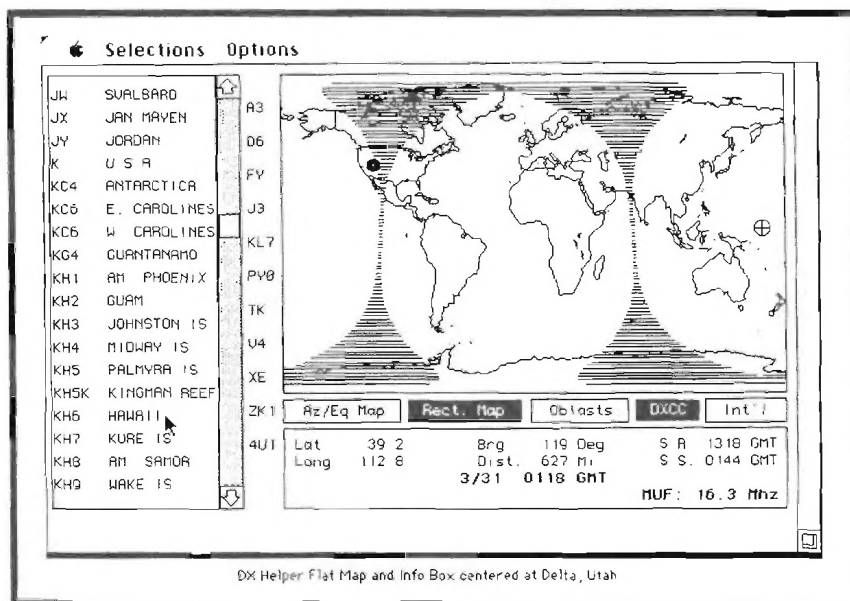 Selections Options
JW SVALBARD
JX JAN MAYEN
JY JORDAN
K U S A
KC4 ANTARCTICA
KC6 E. CAROLINES
KC6 W CAROLINES
KG4 GUANTANAMO
KH1 AM PHOENIX
KH2 GUAM
KH3 JOHNSTON IS
KH4 MIDWAY IS
KH5 PALMYRA IS
KH5K KINGMAN REEF
KH6 HAWAII
KH7 KURE IS
KH8 AM SAMOA
KH9 WAKE IS
A3
D6
FY
J3
KL7
PY0
TK
V4
XE
ZK1
4U1
Az/Eq Map Rect. Map Oblasts DXCC Int'l
Lat 39 2 Brg 119 Deg S R 1318 GMT
Long 112 8 Dist. 627 Mi S S. 0144 GMT
3/31 0118 GMT
MUF: 16.3 Mhz
DX Helper Flat Map and Info Box centered at Delta, Utah